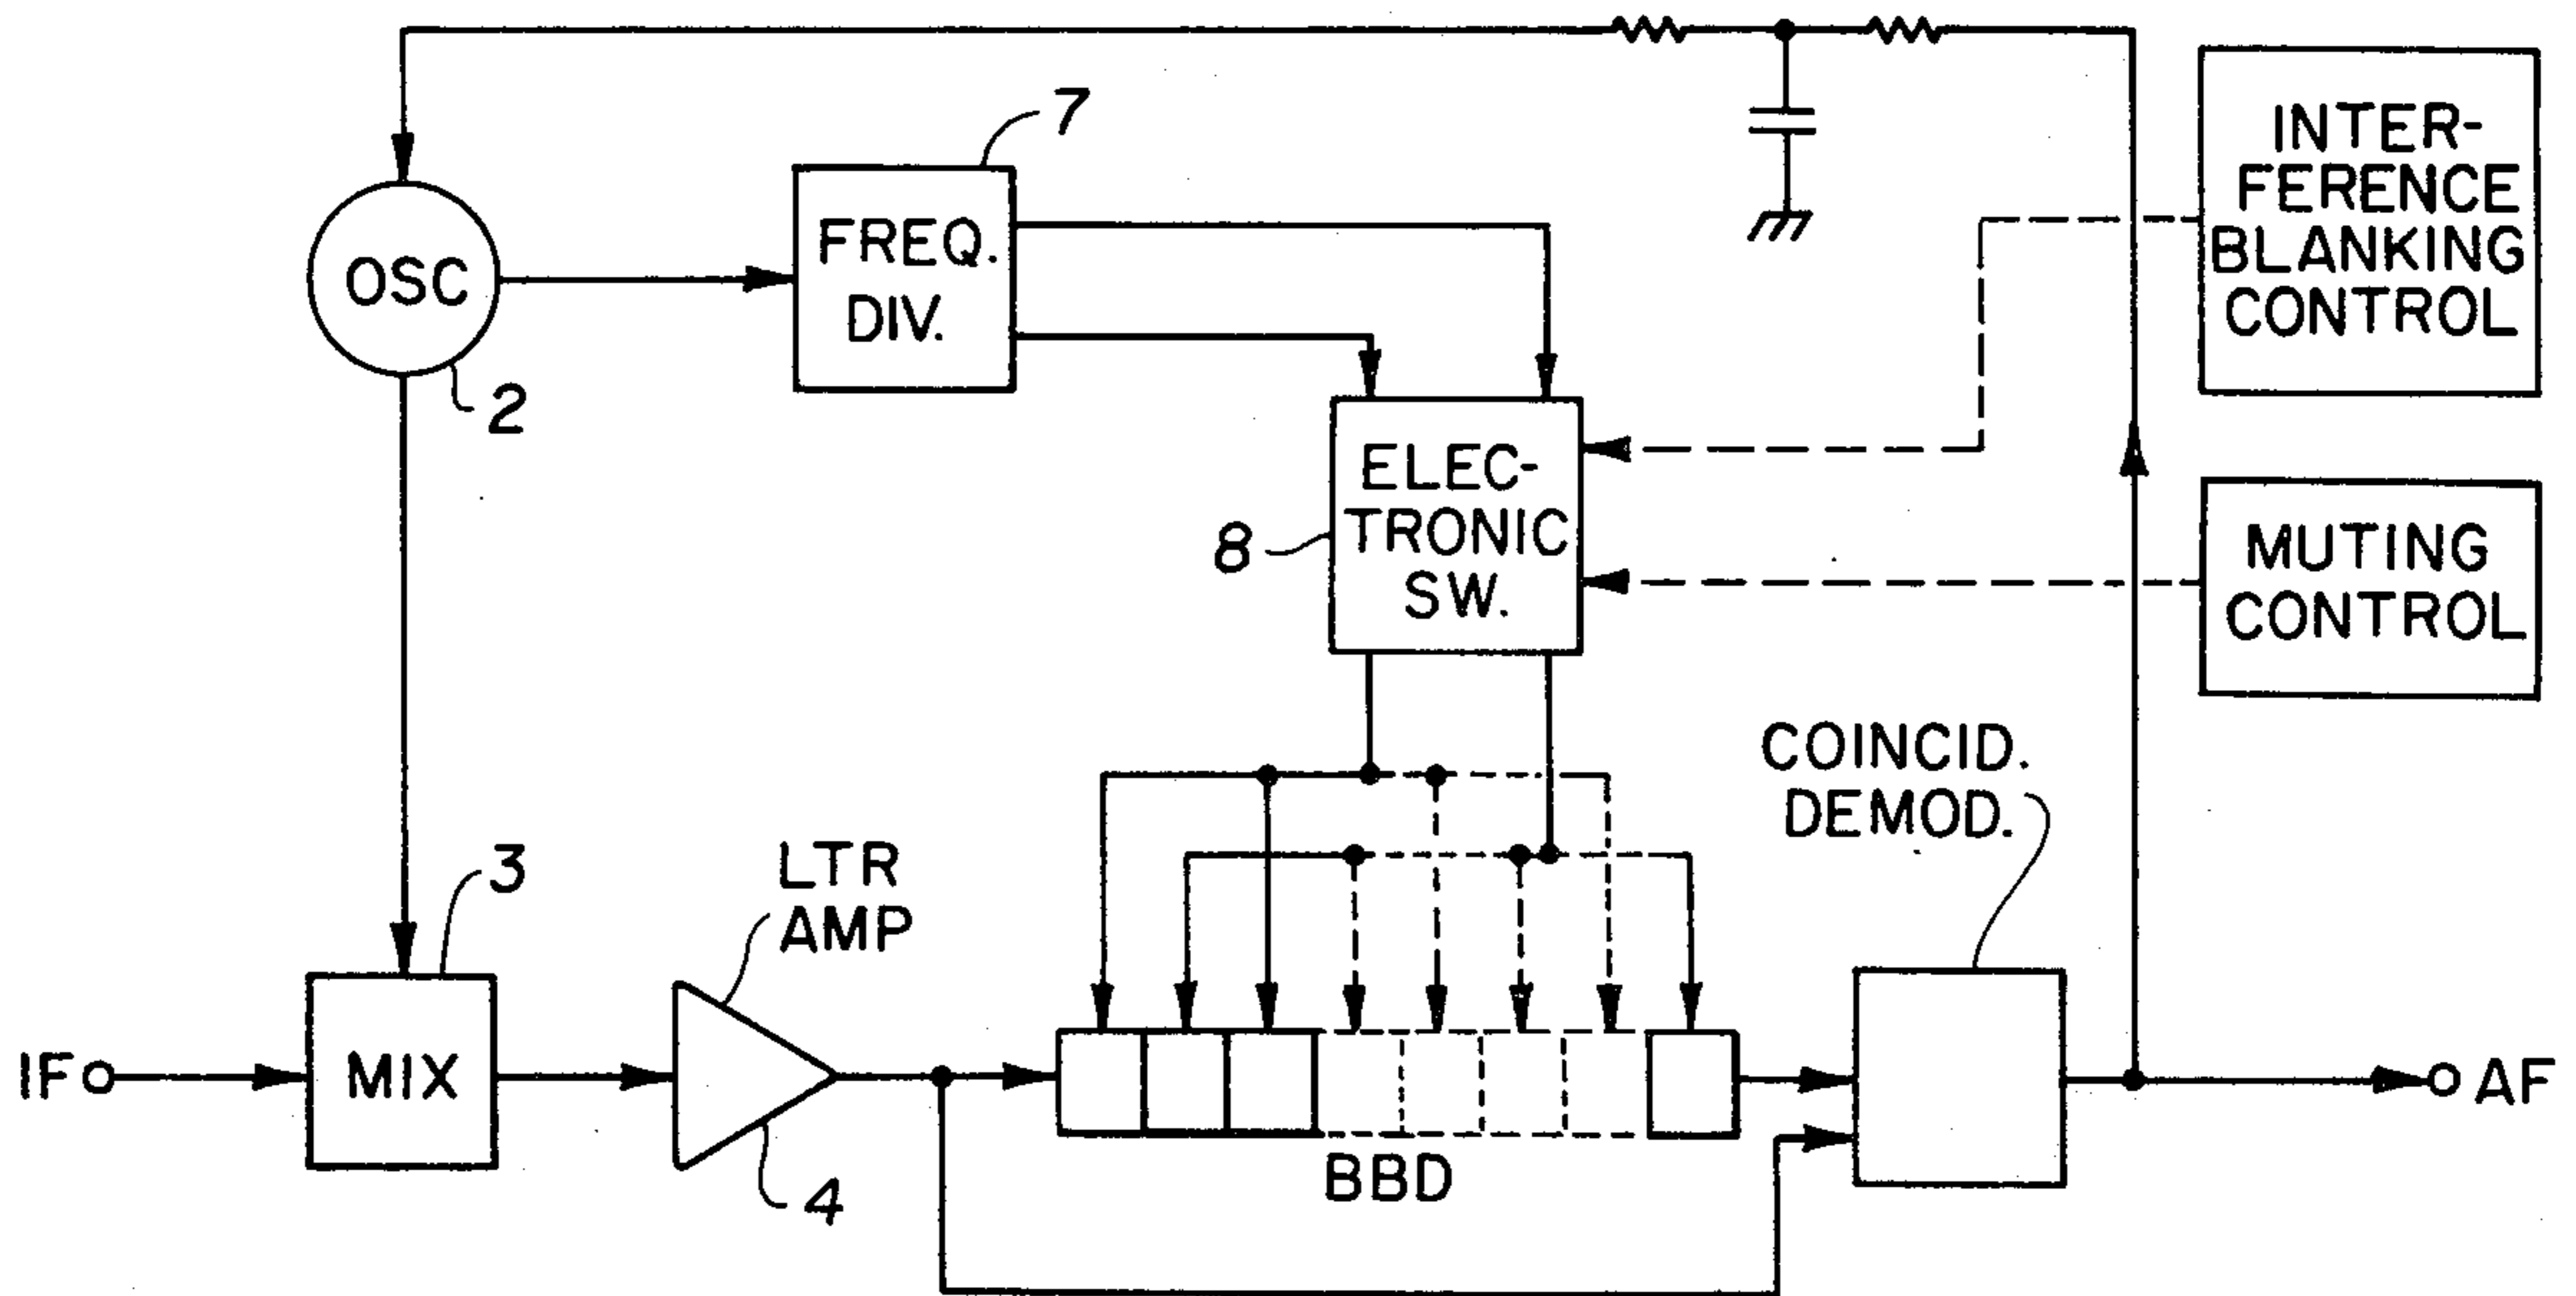 7
INTER-
FERENCE
BLANKING
CONTROL
FREQ.
DIV.
OSC
2
ELEC-
TRONIC
SW.
8
MUTING
CONTROL
COINCID.
DEMOD.
3
LTR
AMP
IF
MIX
AF
BBD
4